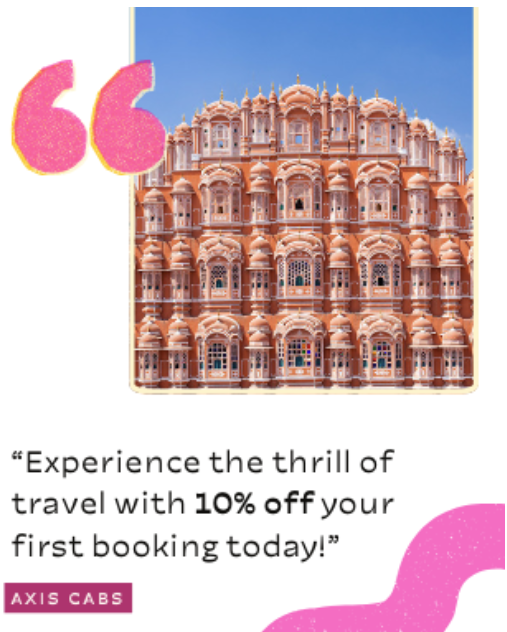 “Experience the thrill of
travel with 10% off your
first booking today!”
AXIS CABS